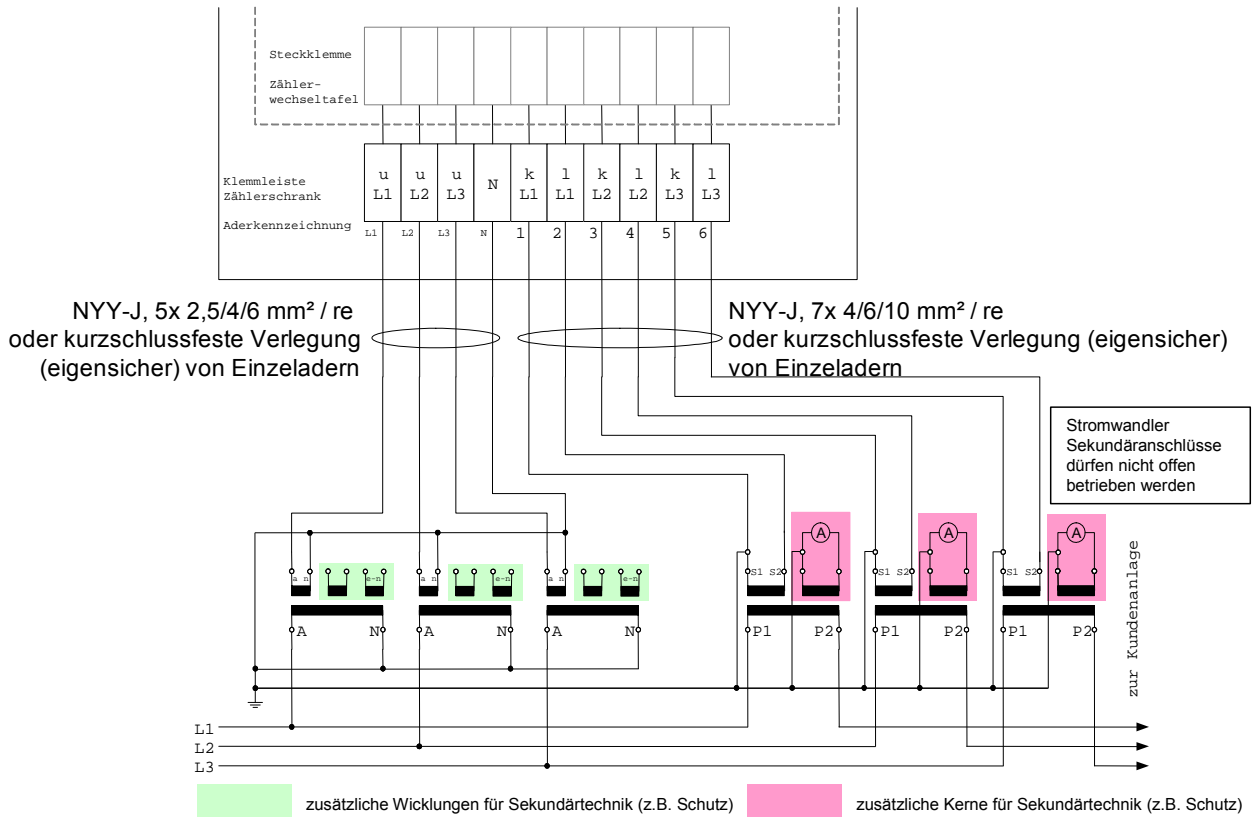 Steckklemme
Zähler-
wechseltafel
Klemmleiste
Zählerschrank
u u u N k l k l k l
L1 L2 L3 L1 L1 L2 L2 L3 L3
Aderkennzeichnung
L1 L2 L3 N 1 2 3 4 5 6
NYY-J, 5x 2,5/4/6 mm² / re
oder kurzschlussfeste Verlegung
(eigensicher) von Einzeladern
NYY-J, 7x 4/6/10 mm² / re
oder kurzschlussfeste Verlegung (eigensicher)
von Einzeladern
Stromwandler
Sekundäranschlüsse
dürfen nicht offen
betrieben werden
A A A
a n e-n a n e-n a n e-n S1 S2 S1 S2 S1 S2
A N A N A N P1 P2 P1 P2 P1 P2
zur Kundenanlage
L1
L2
L3
zusätzliche Wicklungen für Sekundärtechnik (z.B. Schutz)
zusätzliche Kerne für Sekundärtechnik (z.B. Schutz)